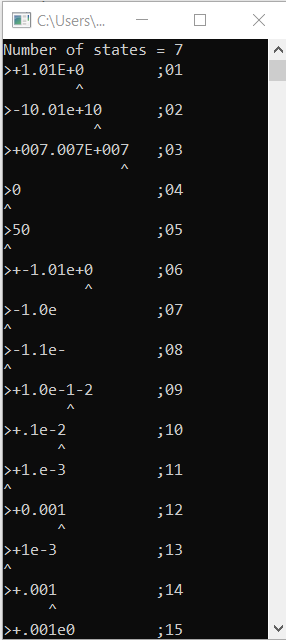 C:\Users\...
Number of states = 7
>+1.01E+0 ;01
^
>-10.01e+10 ;02
^
>+007.007E+007 ;03
^
>0 ;04
^
>50 ;05
^
>+-1.01e+0 ;06
^
>-1.0e ;07
^
>-1.1e- ;08
^
>+1.0e-1-2 ;09
^
>+.1e-2 ;10
^
>+1.e-3 ;11
^
>+0.001 ;12
^
>+1e-3 ;13
^
>+.001 ;14
^
>+.001e0 ;15